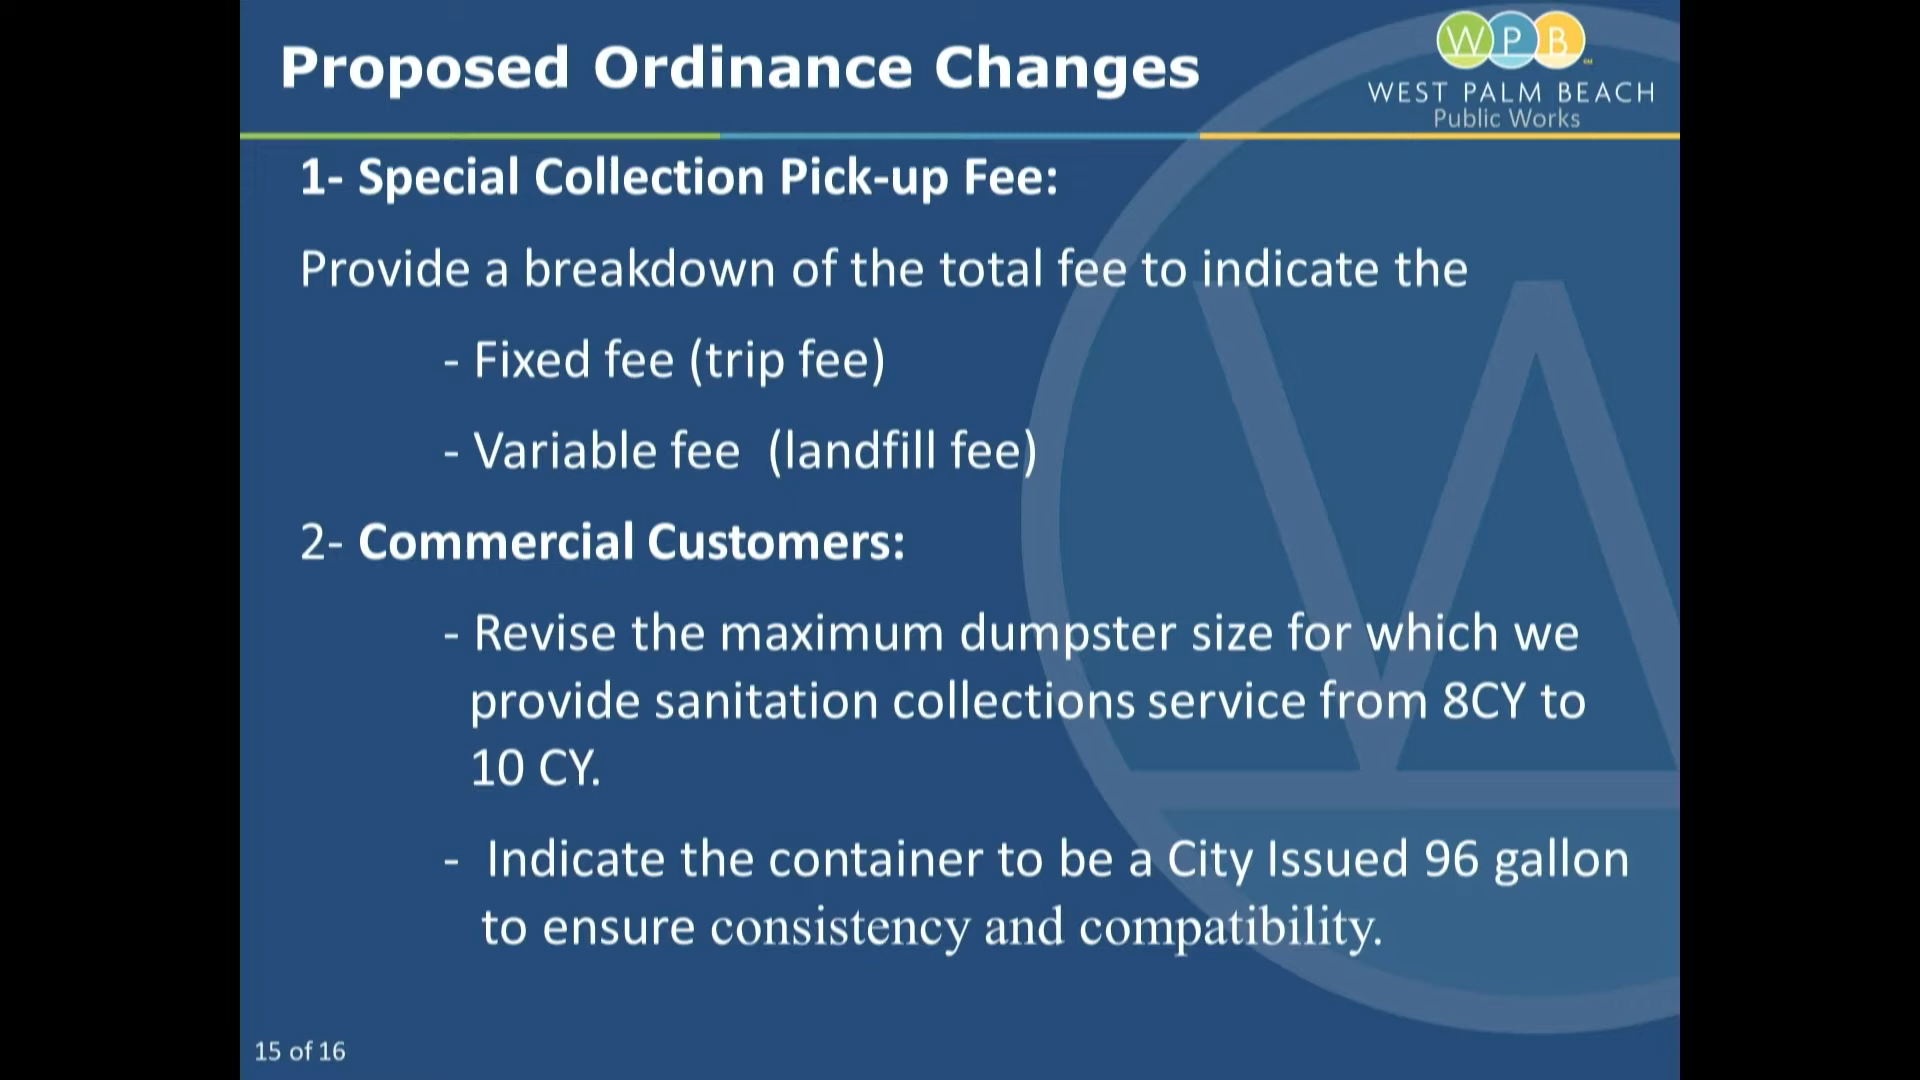 Proposed Ordinance Changes
WPB
WEST PALM BEACH
Public Works
1- Special Collection Pick-up Fee:
Provide a breakdown of the total fee to indicate the
- Fixed fee (trip fee)
- Variable fee (landfill fee)
2- Commercial Customers:
- Revise the maximum dumpster size for which we
provide sanitation collections service from 8CY to
10 CY.
- Indicate the container to be a City Issued 96 gallon
to ensure consistency and compatibility.
15 of 16